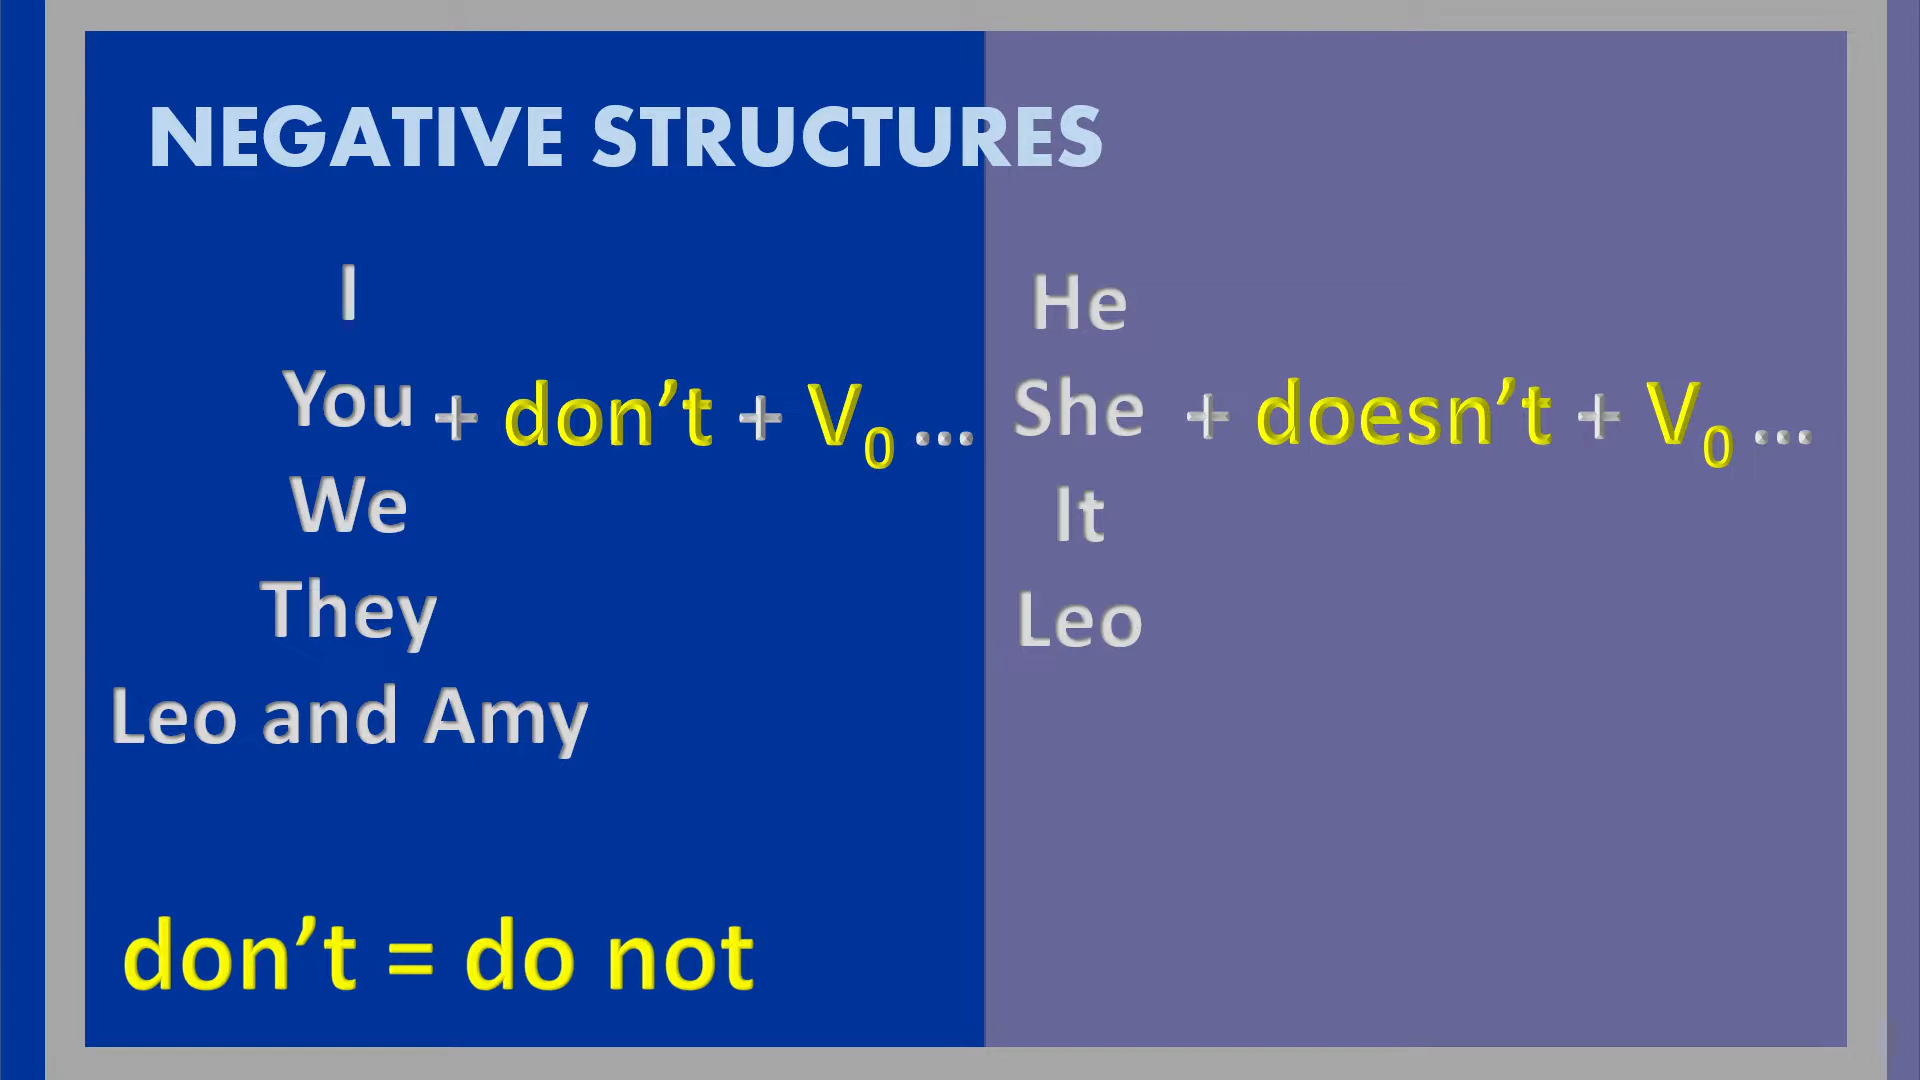 NEGATIVE STRUCTURES
I
You + don’t + V₀ ...
We
They
Leo and Amy
don’t = do not
He
She + doesn’t + V₀ ...
It
Leo